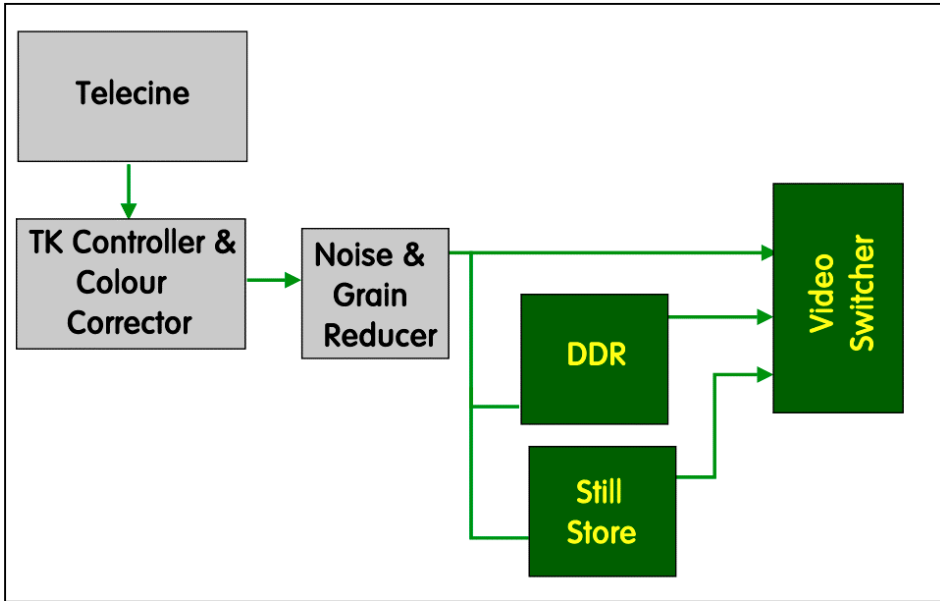 Telecine
TK Controller &
Colour
Corrector
Noise &
Grain
Reducer
DDR
Still
Store
Video
Switcher